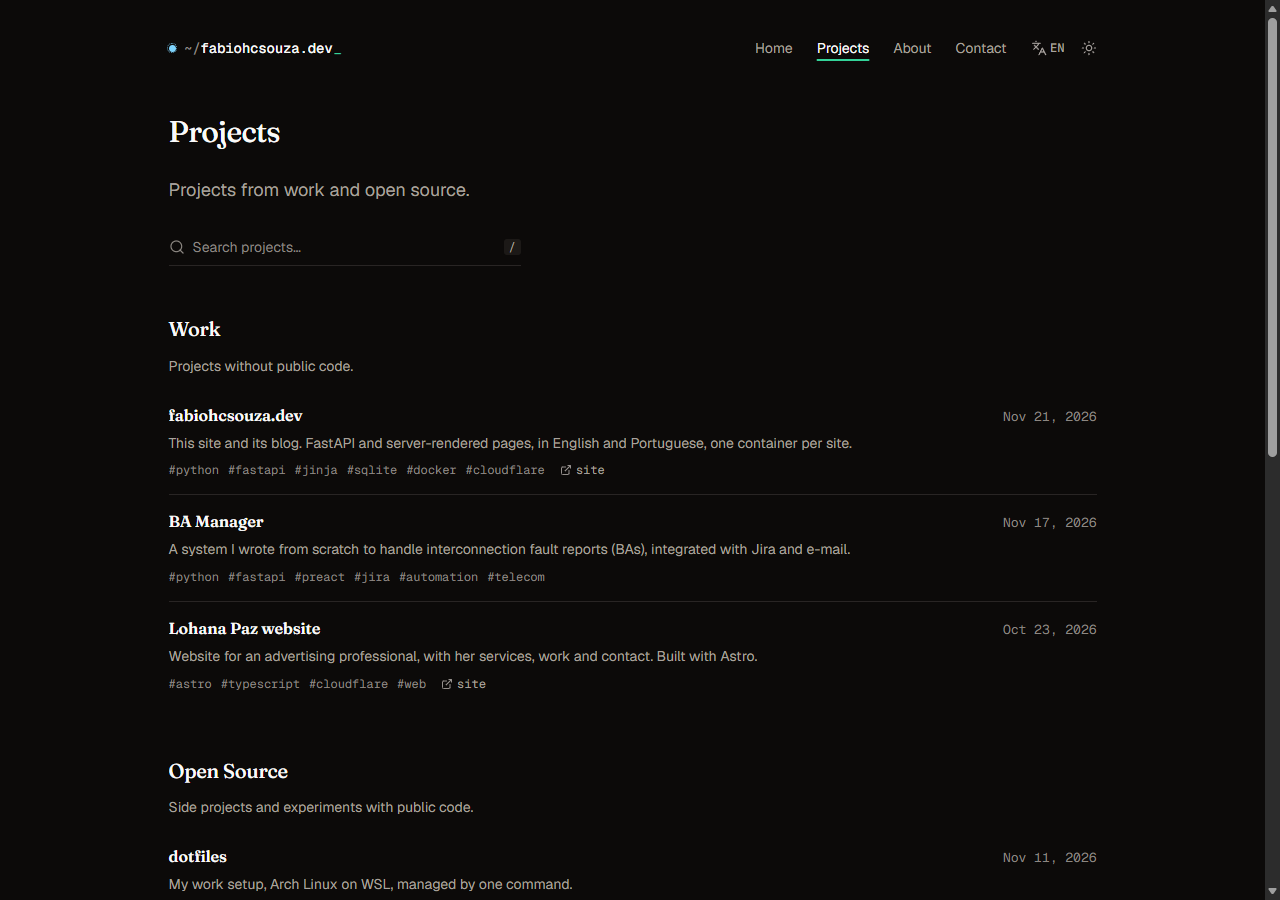 ~/fabiohcsouza.dev_
Home Projects About Contact EN
Projects
Projects from work and open source.
Search projects… /
Work
Projects without public code.
fabiohcsouza.dev Nov 21, 2026
This site and its blog. FastAPI and server-rendered pages, in English and Portuguese, one container per site.
#python #fastapi #jinja #sqlite #docker #cloudflare site
BA Manager Nov 17, 2026
A system I wrote from scratch to handle interconnection fault reports (BAs), integrated with Jira and e-mail.
#python #fastapi #preact #jira #automation #telecom
Lohana Paz website Oct 23, 2026
Website for an advertising professional, with her services, work and contact. Built with Astro.
#astro #typescript #cloudflare #web site
Open Source
Side projects and experiments with public code.
dotfiles Nov 11, 2026
My work setup, Arch Linux on WSL, managed by one command.